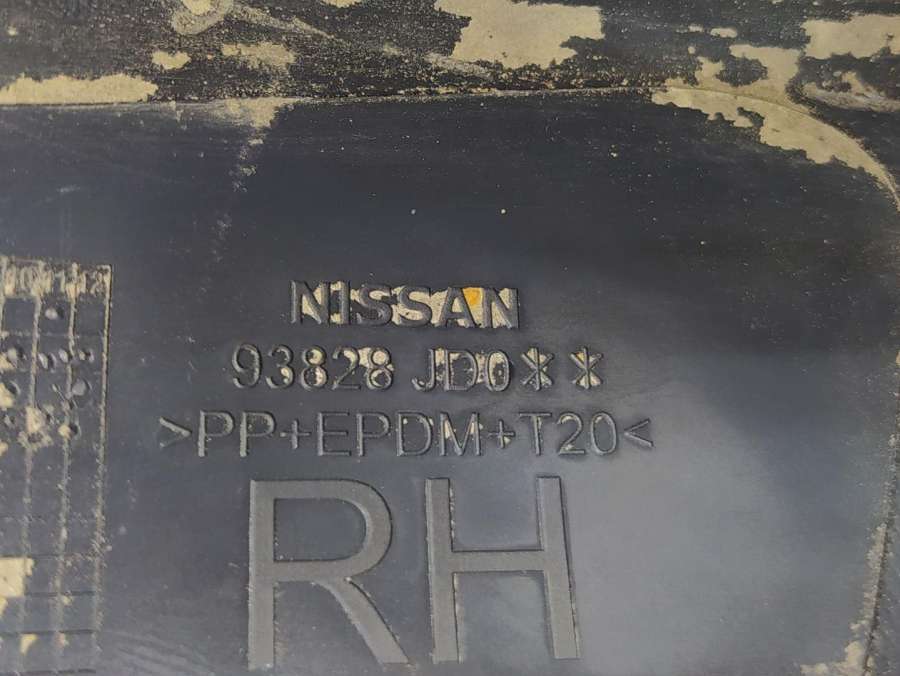 NISSAN
93828 JD0**
>PP+EPDM+T20<
RH